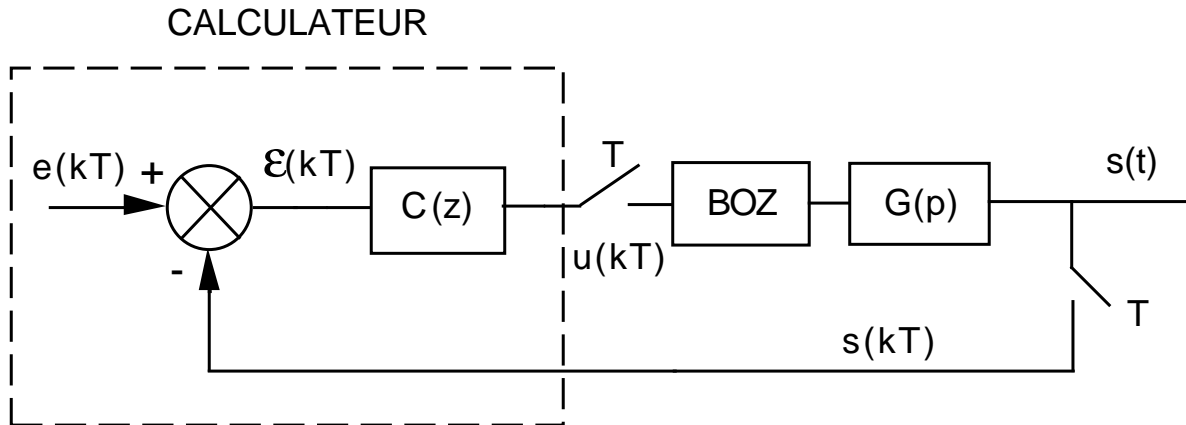 CALCULATEUR
e(kT)
+
ε(kT)
C(z)
T
u(kT)
BOZ
G(p)
s(t)
-
T
s(kT)